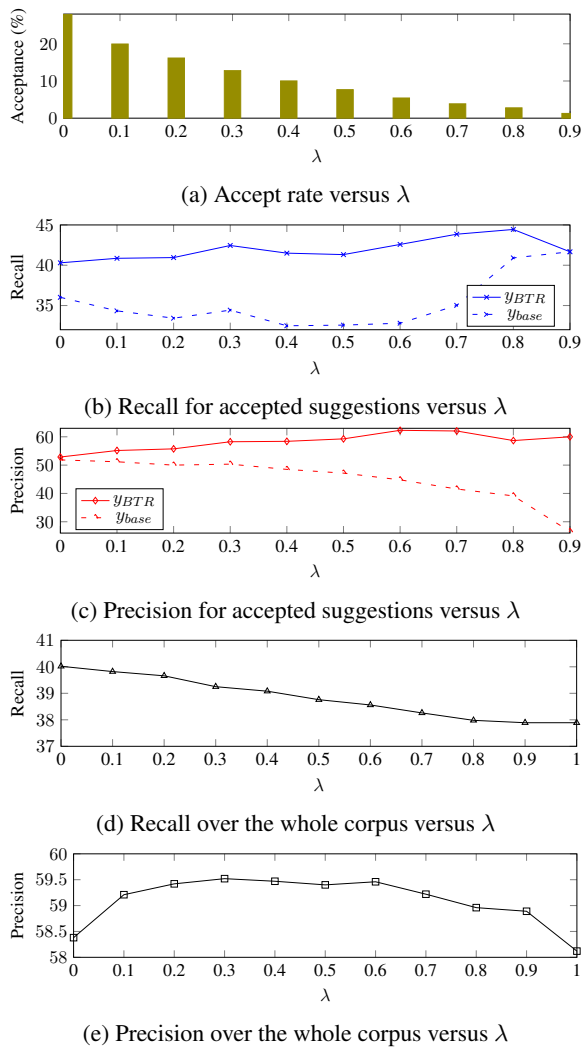 Acceptance (%)
20
10
0
0 0.1 0.2 0.3 0.4 0.5 0.6 0.7 0.8 0.9
λ
(a) Accept rate versus λ
Recall
45
40
35
y_BTR
y_base
0 0.1 0.2 0.3 0.4 0.5 0.6 0.7 0.8 0.9
λ
(b) Recall for accepted suggestions versus λ
Precision
60
50
40
30
y_BTR
y_base
0 0.1 0.2 0.3 0.4 0.5 0.6 0.7 0.8 0.9
λ
(c) Precision for accepted suggestions versus λ
Recall
41
40
39
38
37
0 0.1 0.2 0.3 0.4 0.5 0.6 0.7 0.8 0.9 1
λ
(d) Recall over the whole corpus versus λ
Precision
60
59.5
59
58.5
58
0 0.1 0.2 0.3 0.4 0.5 0.6 0.7 0.8 0.9 1
λ
(e) Precision over the whole corpus versus λ